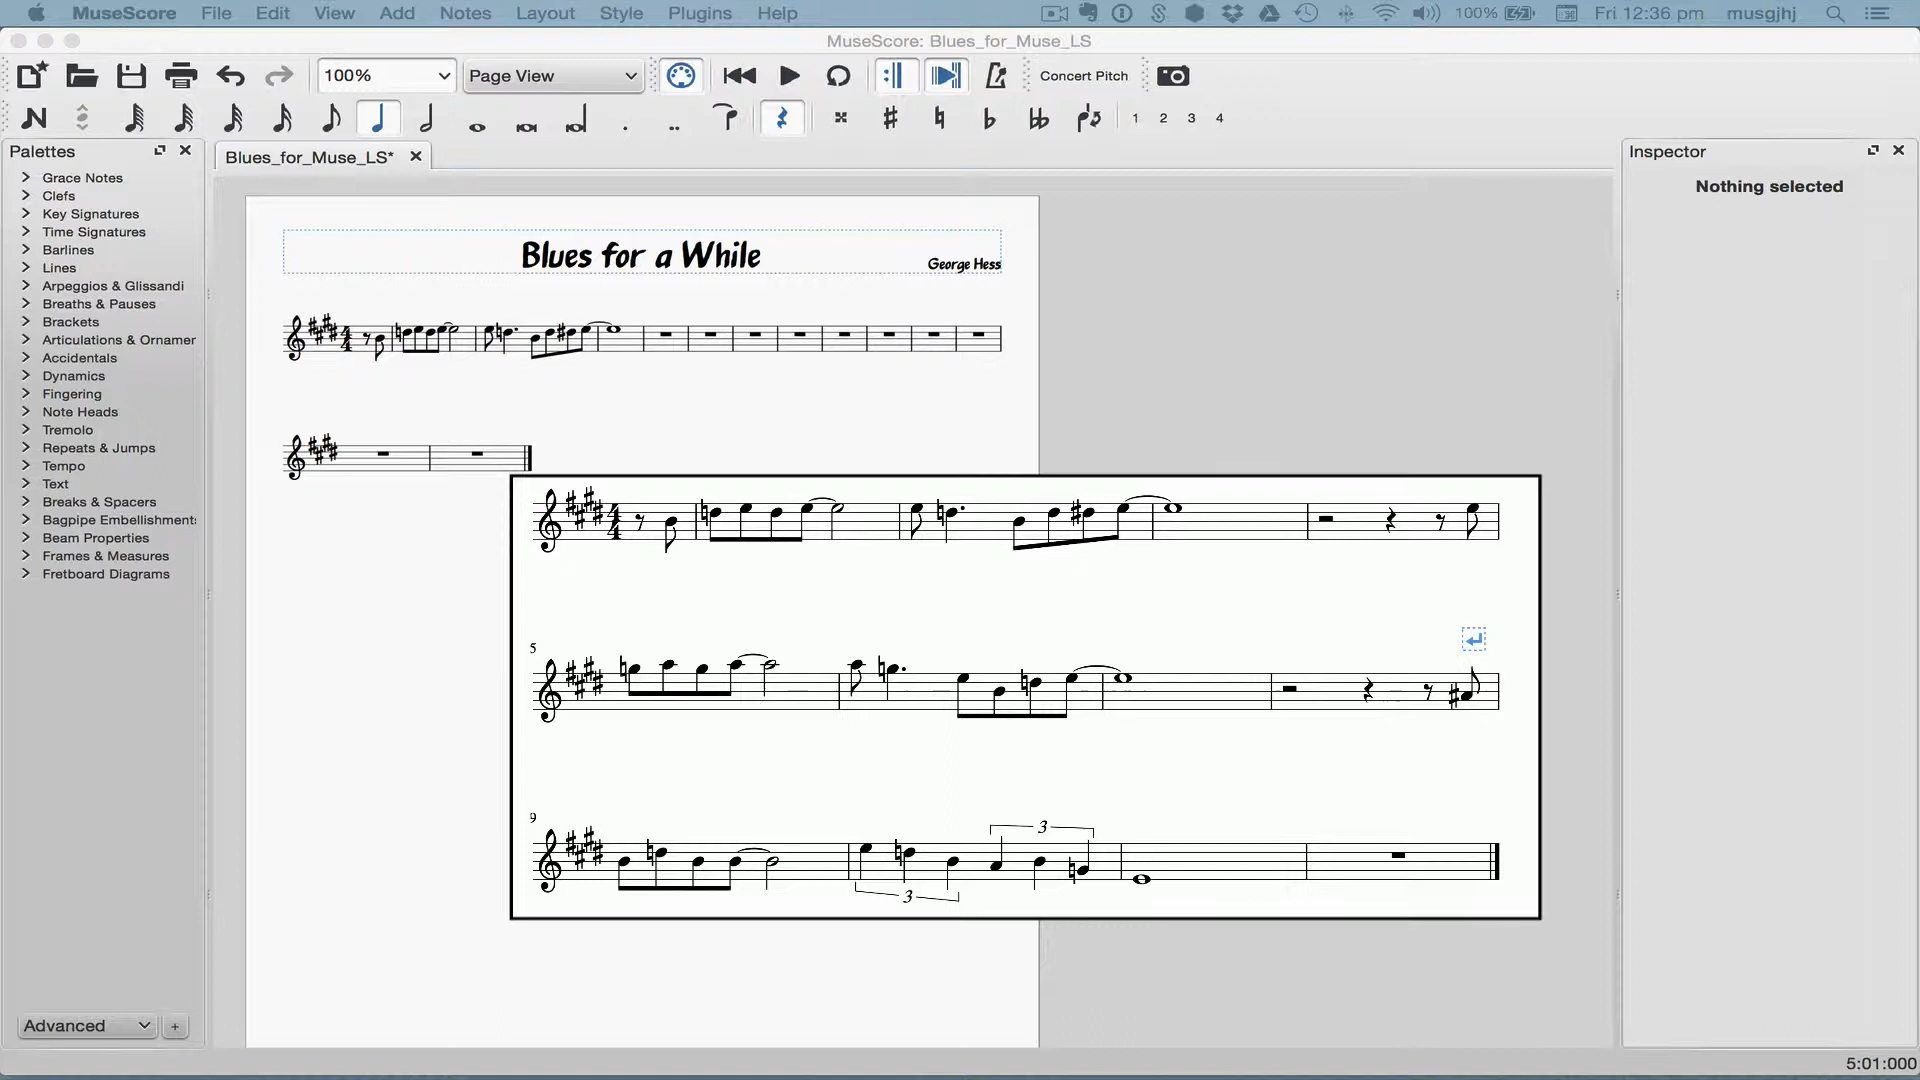 MuseScore File Edit View Add Notes Layout Style Plugins Help 100% Fri 12:36 pm musgjhj
MuseScore: Blues_for_Muse_LS
100% Page View Concert Pitch
1 2 3 4
Palettes
Blues_for_Muse_LS*
Inspector
Nothing selected
Grace Notes
Clefs
Key Signatures
Time Signatures
Barlines
Lines
Arpeggios & Glissandi
Breaths & Pauses
Brackets
Articulations & Ornamer
Accidentals
Dynamics
Fingering
Note Heads
Tremolo
Repeats & Jumps
Tempo
Text
Breaks & Spacers
Bagpipe Embellishment
Beam Properties
Frames & Measures
Fretboard Diagrams
Advanced +
Blues for a While
George Hess
5
9
3
3
5:01:000